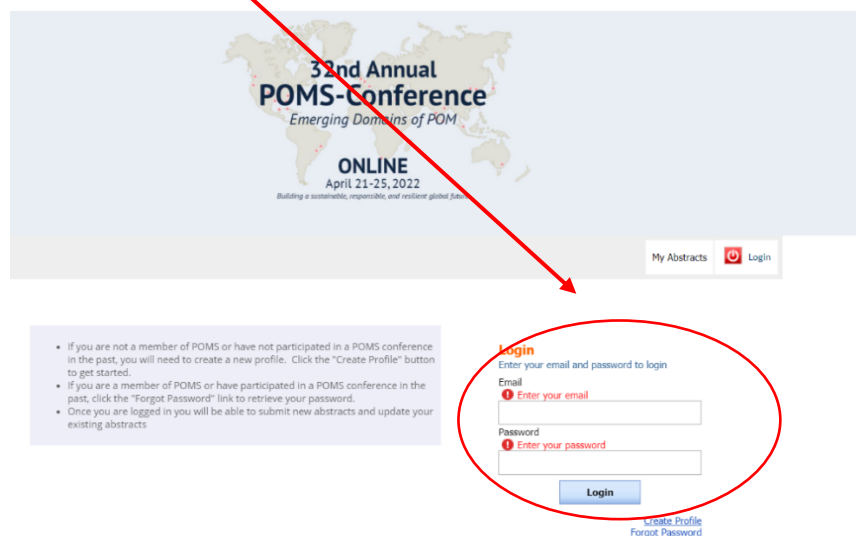 32nd Annual
POMS-Conference
Emerging Domains of POM
ONLINE
April 21-25, 2022
Building a sustainable, responsible, and resilient global future
My Abstracts
Login
If you are not a member of POMS or have not participated in a POMS conference
in the past, you will need to create a new profile. Click the "Create Profile" button
to get started.
If you are a member of POMS or have participated in a POMS conference in the
past, click the "Forgot Password" link to retrieve your password.
Once you are logged in you will be able to submit new abstracts and update your
existing abstracts
Login
Enter your email and password to login
Email
Enter your email
Password
Enter your password
Login
Create Profile
Forgot Password